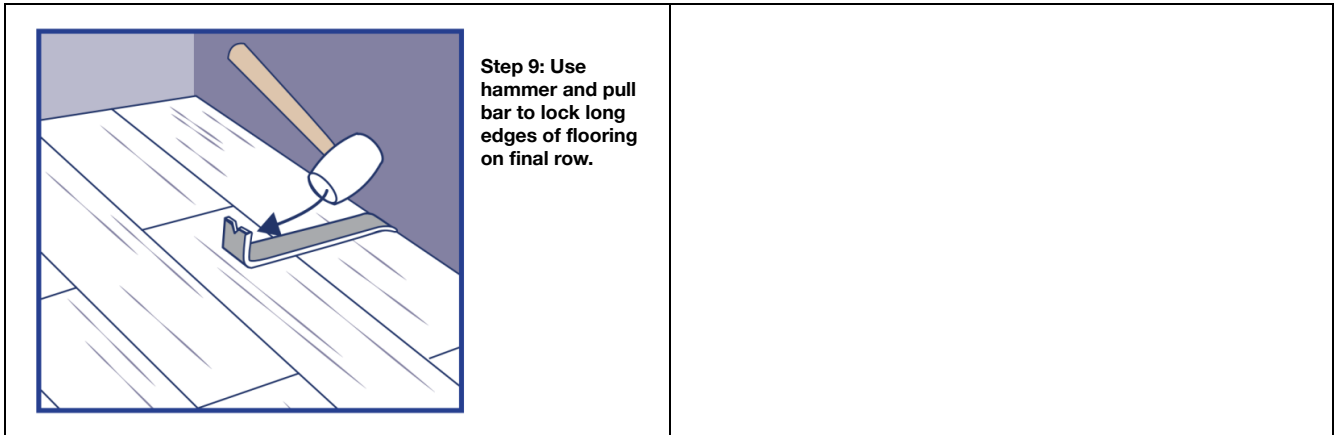 Step 9: Use
hammer and pull
bar to lock long
edges of flooring
on final row.